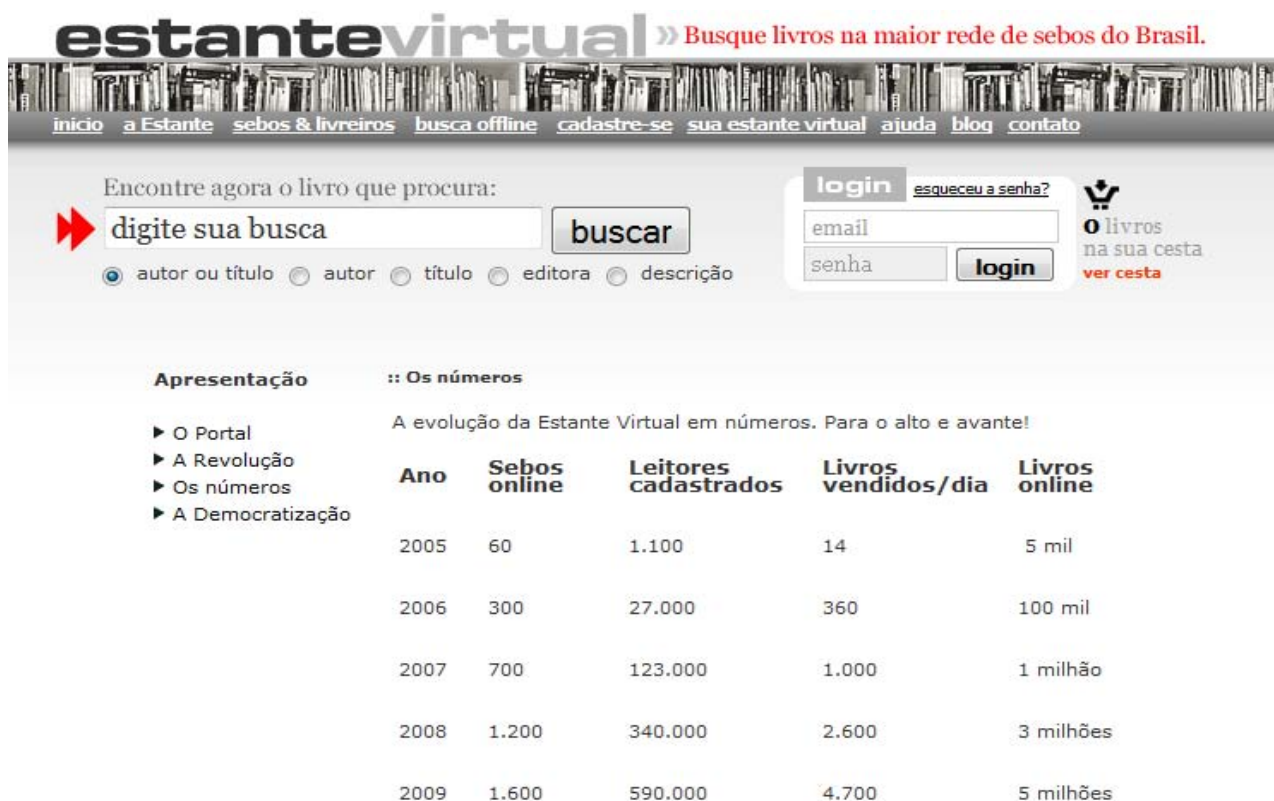 estantevirtual » Busque livros na maior rede de sebos do Brasil.
inicio a Estante sebos & livreiros busca offline cadastre-se sua estante virtual ajuda blog contato
Encontre agora o livro que procura:
digite sua busca buscar
autor ou título autor título editora descrição
login esqueceu a senha?
email
senha login
0 livros
na sua cesta
ver cesta
Apresentação
► O Portal
► A Revolução
► Os números
► A Democratização
:: Os números
A evolução da Estante Virtual em números. Para o alto e avante!
Ano Sebos online Leitores cadastrados Livros vendidos/dia Livros online
2005 60 1.100 14 5 mil
2006 300 27.000 360 100 mil
2007 700 123.000 1.000 1 milhão
2008 1.200 340.000 2.600 3 milhões
2009 1.600 590.000 4.700 5 milhões